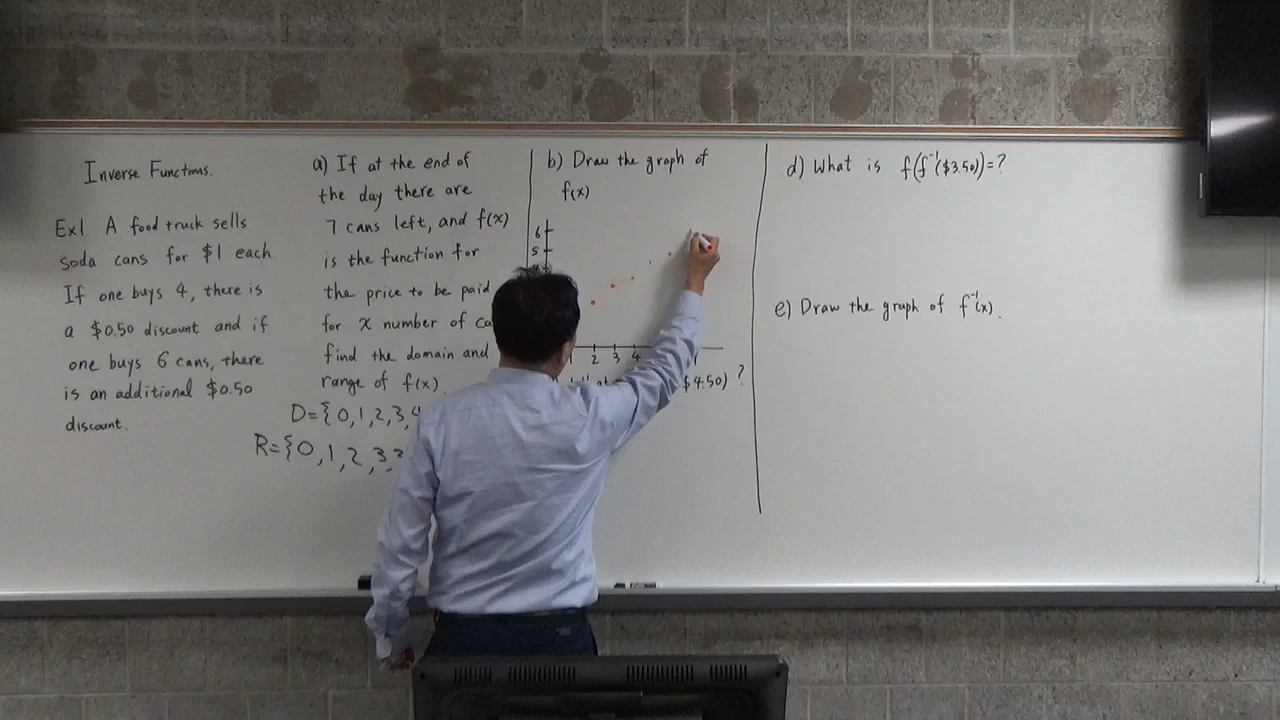 Inverse Functions.
Ex1 A food truck sells
soda cans for $1 each
If one buys 4, there is
a $0.50 discount and if
one buys 6 cans, there
is an additional $0.50
discount.
a) If at the end of
the day there are
7 cans left, and f(x)
is the function for
the price to be paid
for x number of ca
find the domain and
range of f(x)
D={0,1,2,3,4
R={0,1,2,3,3
b) Draw the graph of
f(x)
6
5
2 3 4
$4.50) ?
d) What is f(f⁻¹($3.50))=?
e) Draw the graph of f⁻¹(x).